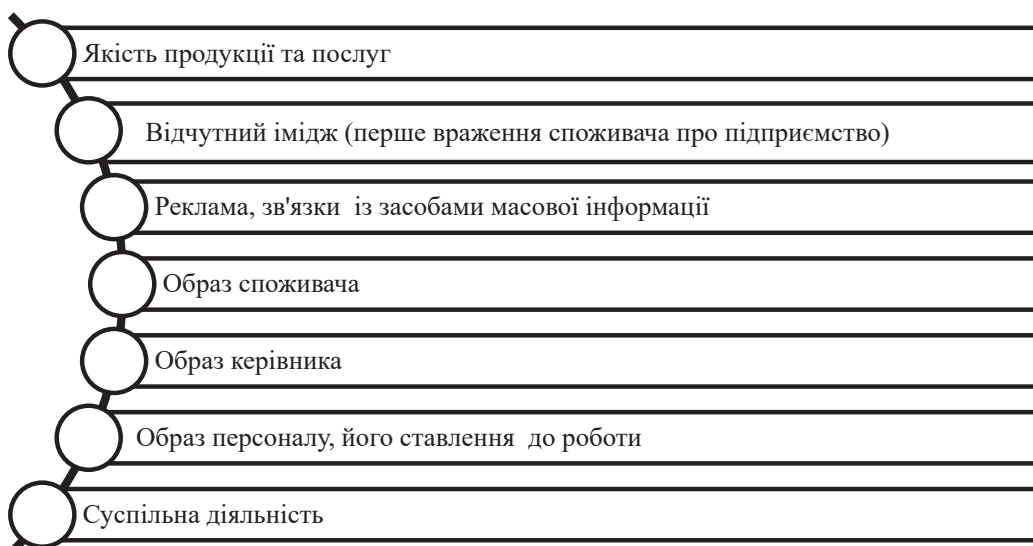 Якість продукції та послуг
Відчутний імідж (перше враження споживача про підприємство)
Реклама, зв'язки із засобами масової інформації
Образ споживача
Образ керівника
Образ персоналу, його ставлення до роботи
Суспільна діяльність